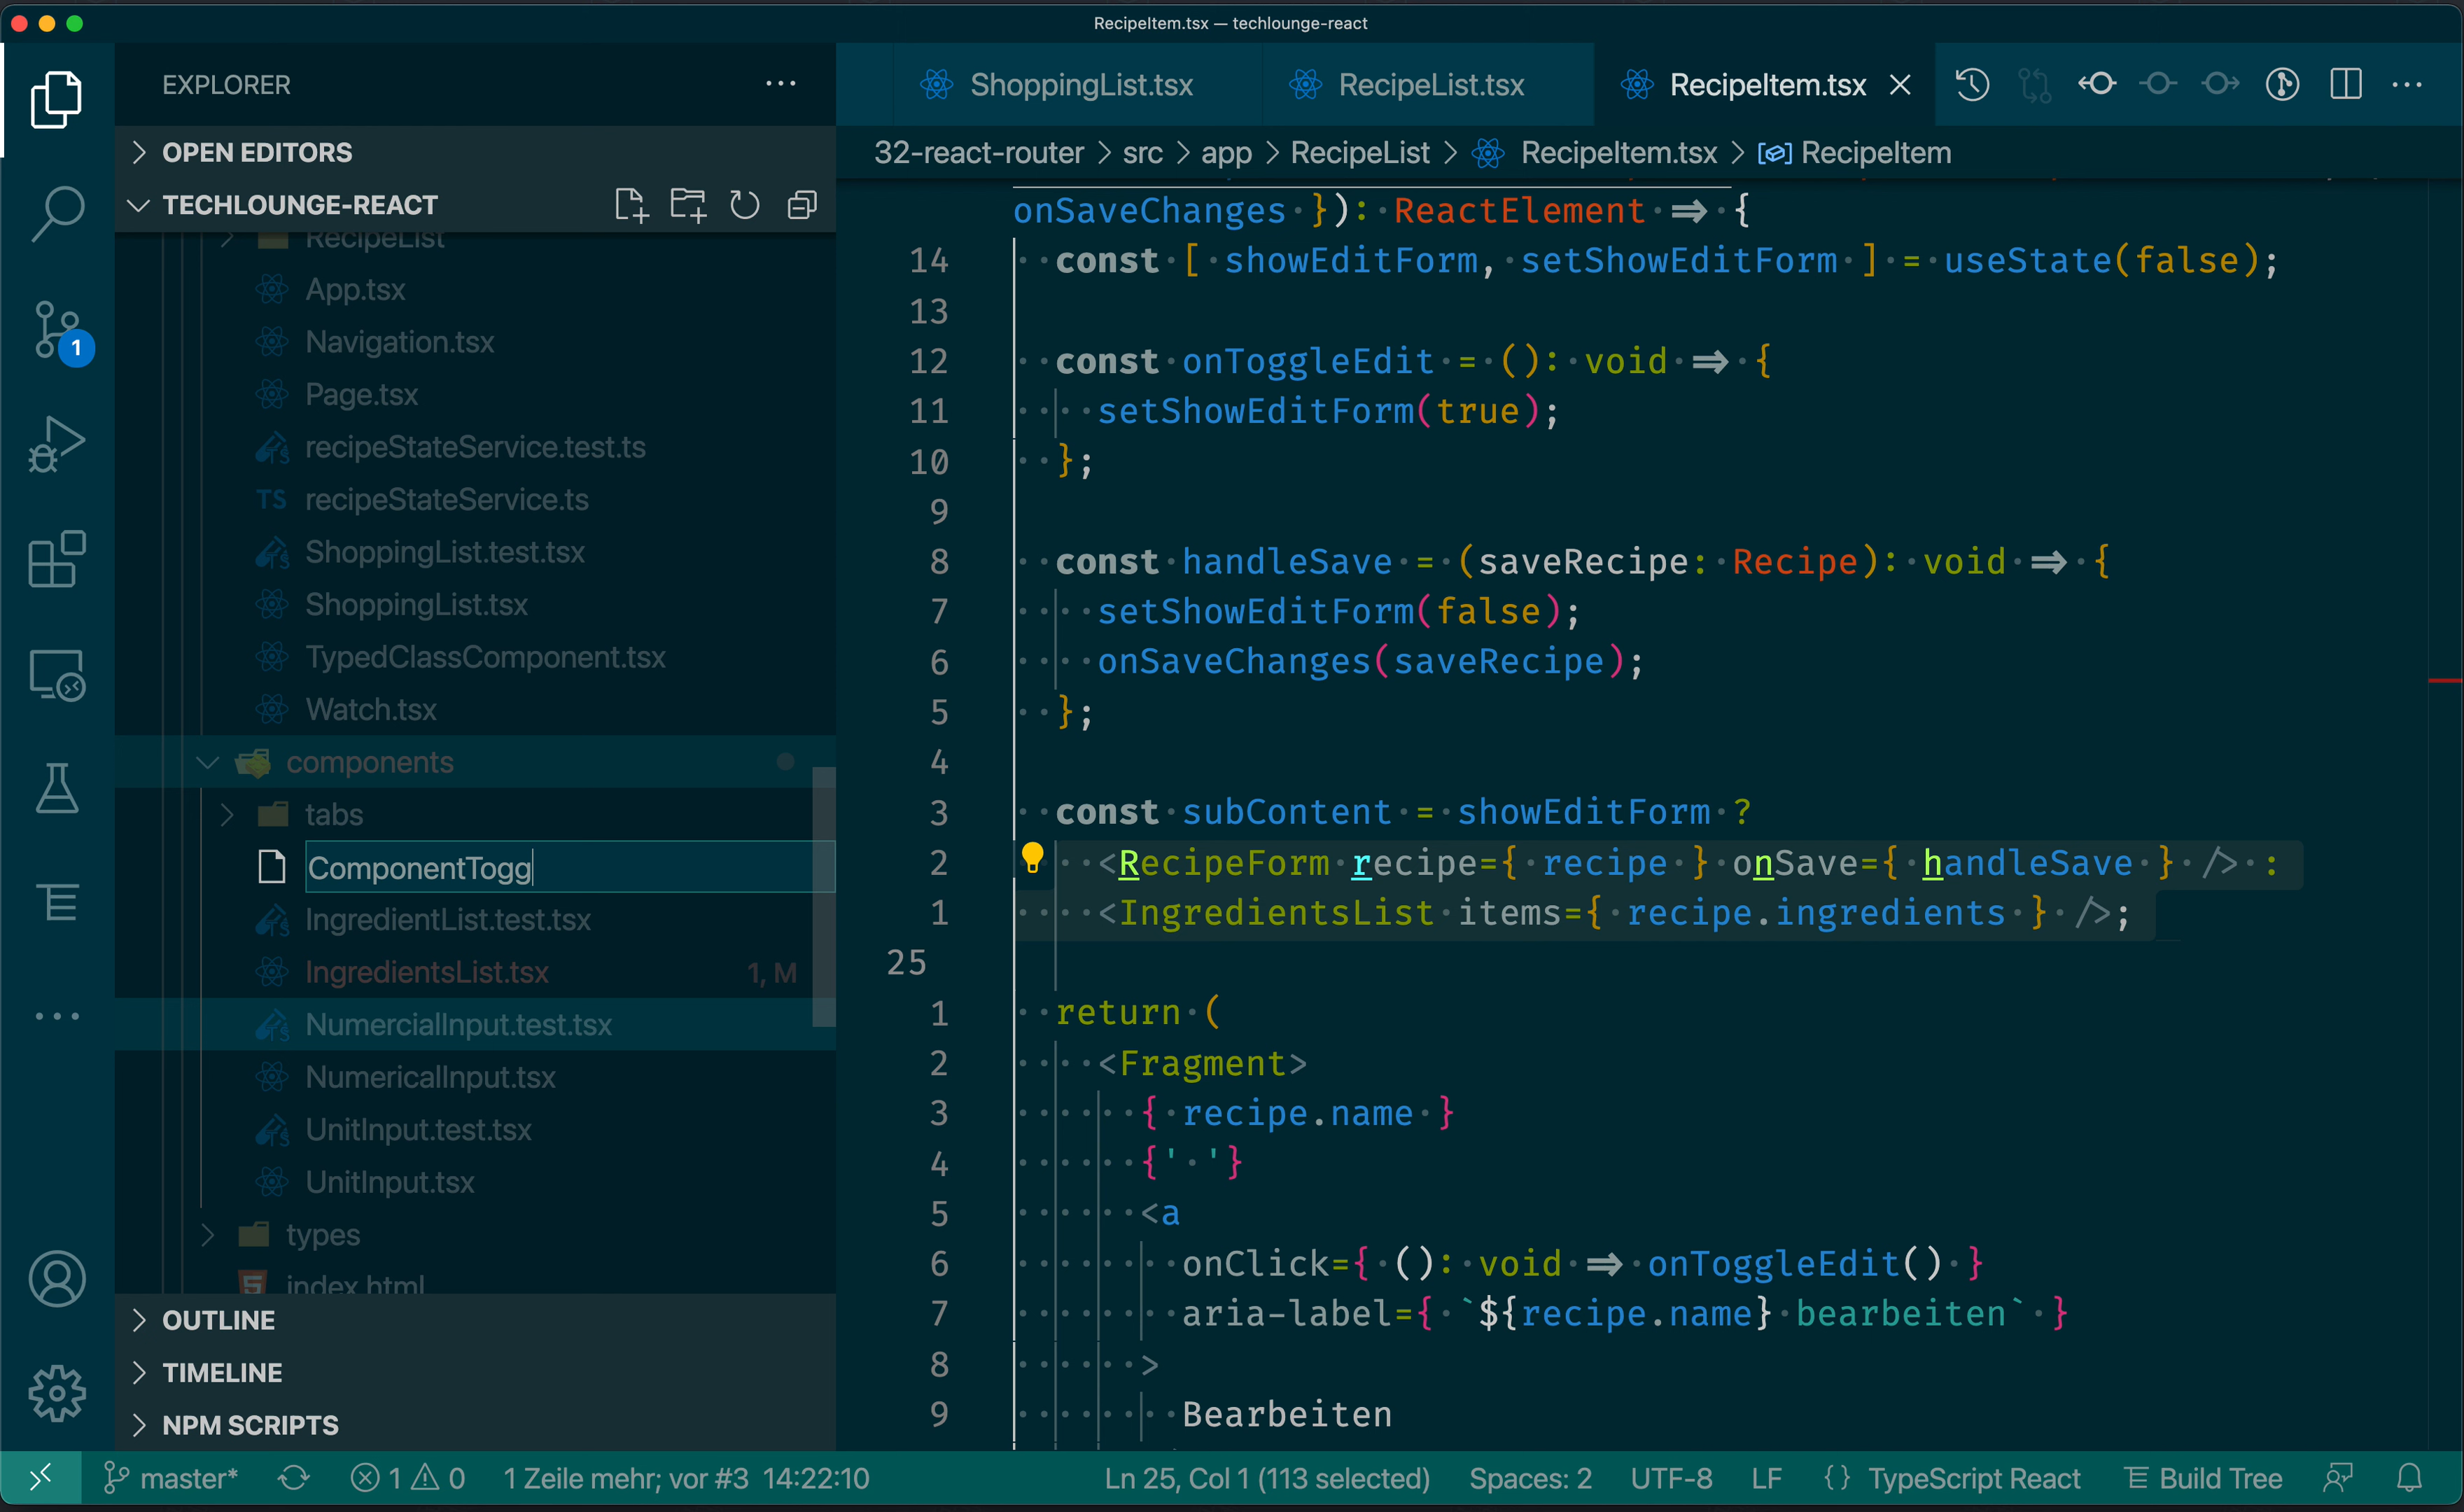 RecipeItem.tsx — techlounge-react
EXPLORER
OPEN EDITORS
TECHLOUNGE-REACT
RecipeList
App.tsx
Navigation.tsx
Page.tsx
recipeStateService.test.ts
TS recipeStateService.ts
ShoppingList.test.tsx
ShoppingList.tsx
TypedClassComponent.tsx
Watch.tsx
components
tabs
ComponentTogg
IngredientList.test.tsx
IngredientsList.tsx 1, M
NumercialInput.test.tsx
NumericalInput.tsx
UnitInput.test.tsx
UnitInput.tsx
types
index.html
OUTLINE
TIMELINE
NPM SCRIPTS
1
ShoppingList.tsx
RecipeList.tsx
RecipeItem.tsx
32-react-router > src > app > RecipeList > RecipeItem.tsx > RecipeItem
onSaveChanges }): ReactElement => {
14 const [ showEditForm, setShowEditForm ] = useState(false);
13
12 const onToggleEdit = (): void => {
11 setShowEditForm(true);
10 };
9
8 const handleSave = (saveRecipe: Recipe): void => {
7 setShowEditForm(false);
6 onSaveChanges(saveRecipe);
5 };
4
3 const subContent = showEditForm ?
2 <RecipeForm recipe={ recipe } onSave={ handleSave } /> :
1 <IngredientsList items={ recipe.ingredients } />;
25
1 return (
2 <Fragment>
3 { recipe.name }
4 {' '}
5 <a
6 onClick={ (): void => onToggleEdit() }
7 aria-label={ `${recipe.name} bearbeiten` }
8 >
9 Bearbeiten
master* 1 0 1 Zeile mehr; vor #3 14:22:10 Ln 25, Col 1 (113 selected) Spaces: 2 UTF-8 LF {} TypeScript React Build Tree